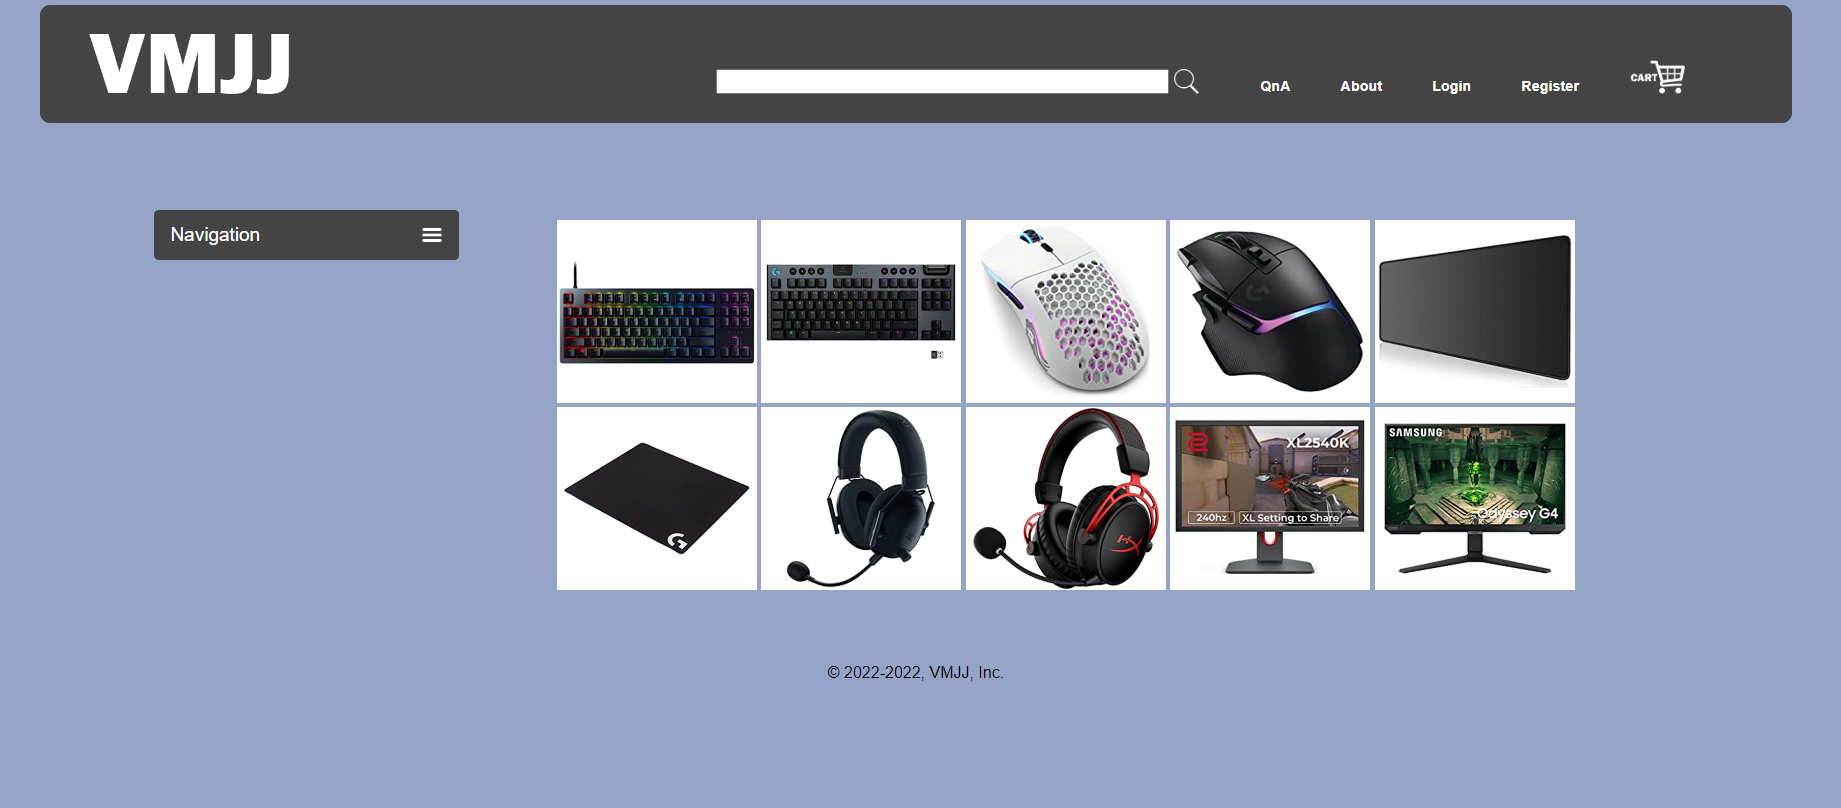 VMJJ
QnA
About
Login
Register
CART
Navigation
XL2540K
240hz
XL Setting to Share
SAMSUNG
Odyssey G4
© 2022-2022, VMJJ, Inc.